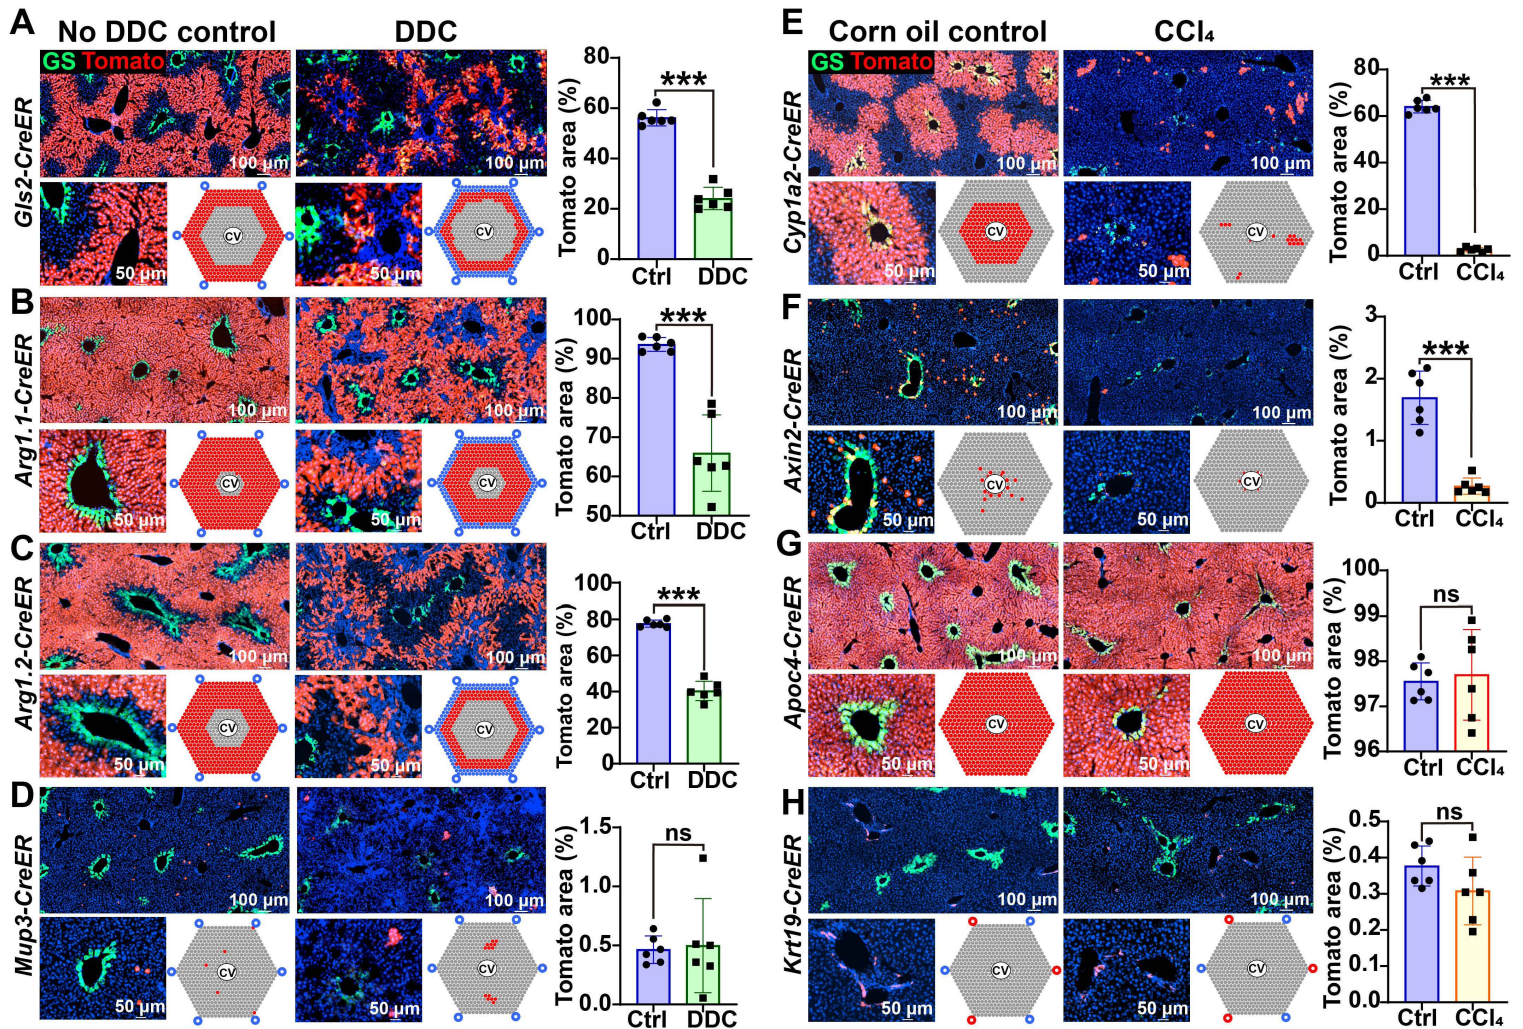 A
No DDC control
DDC
Gls2-CreER
GS Tomato
100 µm
100 µm
50 µm
CV
50 µm
CV
Tomato area (%)
80
60
40
20
0
***
Ctrl
DDC
B
Arg1.1-CreER
100 µm
100 µm
50 µm
CV
50 µm
CV
Tomato area (%)
100
90
80
70
60
50
***
Ctrl
DDC
C
Arg1.2-CreER
100 µm
100 µm
50 µm
CV
50 µm
CV
Tomato area (%)
100
80
60
40
20
0
***
Ctrl
DDC
D
Mup3-CreER
100 µm
100 µm
50 µm
CV
50 µm
CV
Tomato area (%)
1.5
1.0
0.5
0.0
ns
Ctrl
DDC
E
Corn oil control
CCl₄
Cyp1a2-CreER
GS Tomato
100 µm
100 µm
50 µm
CV
50 µm
CV
Tomato area (%)
80
60
40
20
0
***
Ctrl
CCl₄
F
Axin2-CreER
100 µm
100 µm
50 µm
CV
50 µm
CV
Tomato area (%)
3
2
1
0
***
Ctrl
CCl₄
G
Apoc4-CreER
100 µm
100 µm
50 µm
CV
50 µm
CV
Tomato area (%)
100
99
98
97
96
ns
Ctrl
CCl₄
H
Krt19-CreER
100 µm
100 µm
50 µm
CV
50 µm
CV
Tomato area (%)
0.5
0.4
0.3
0.2
0.1
0.0
ns
Ctrl
CCl₄